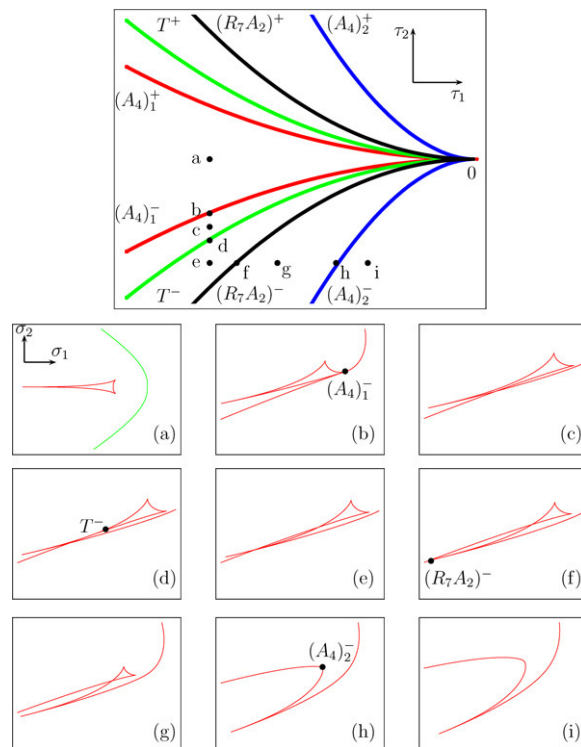 T⁺
(R₇A₂)⁺
(A₄)₂⁺
τ₂
τ₁
(A₄)₁⁺
a
0
(A₄)₁⁻
b
c
d
e
f
g
h
i
T⁻
(R₇A₂)⁻
(A₄)₂⁻
σ₂
σ₁
(a)
(A₄)₁⁻
(b)
(c)
T⁻
(d)
(e)
(R₇A₂)⁻
(f)
(g)
(A₄)₂⁻
(h)
(i)